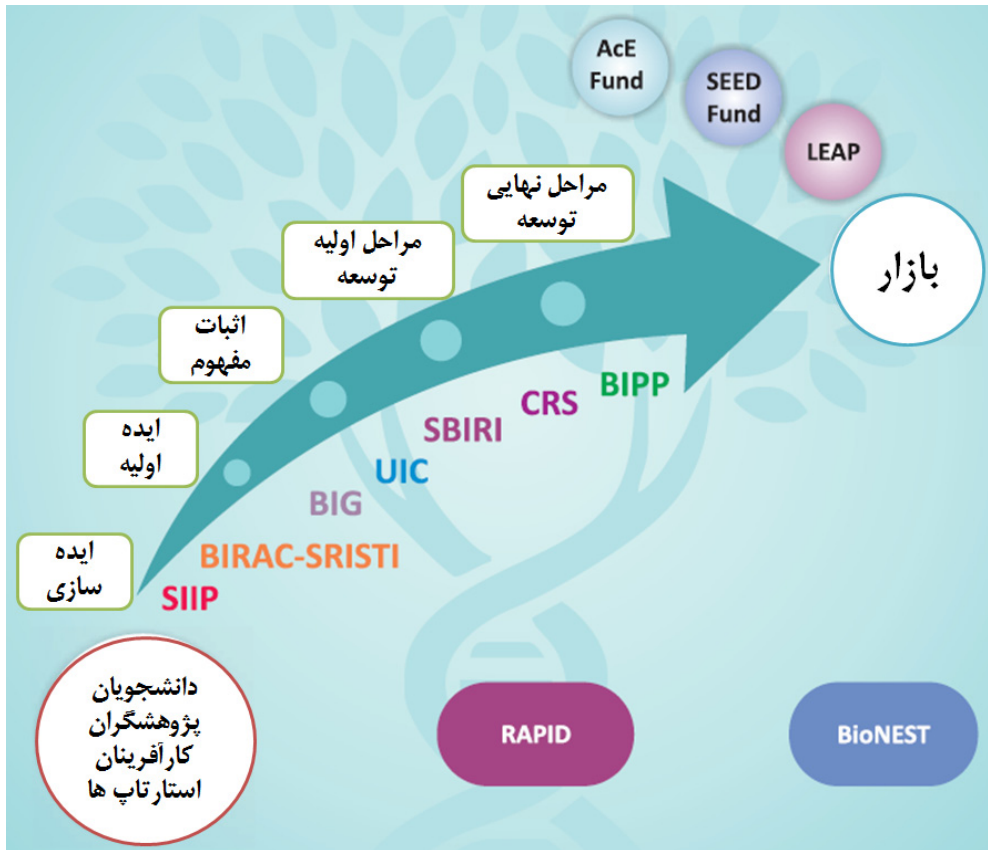 AcE
Fund
SEED
Fund
LEAP
مراحل نهایی
توسعه
بازار
مراحل اولیه
توسعه
اثبات
مفهوم
ایده
اولیه
ایده
سازی
BIPP
CRS
SBIRI
UIC
BIG
BIRAC-SRISTI
SIIP
دانشجویان
پژوهشگران
کارآفرینان
استارتاپ ها
RAPID
BioNEST